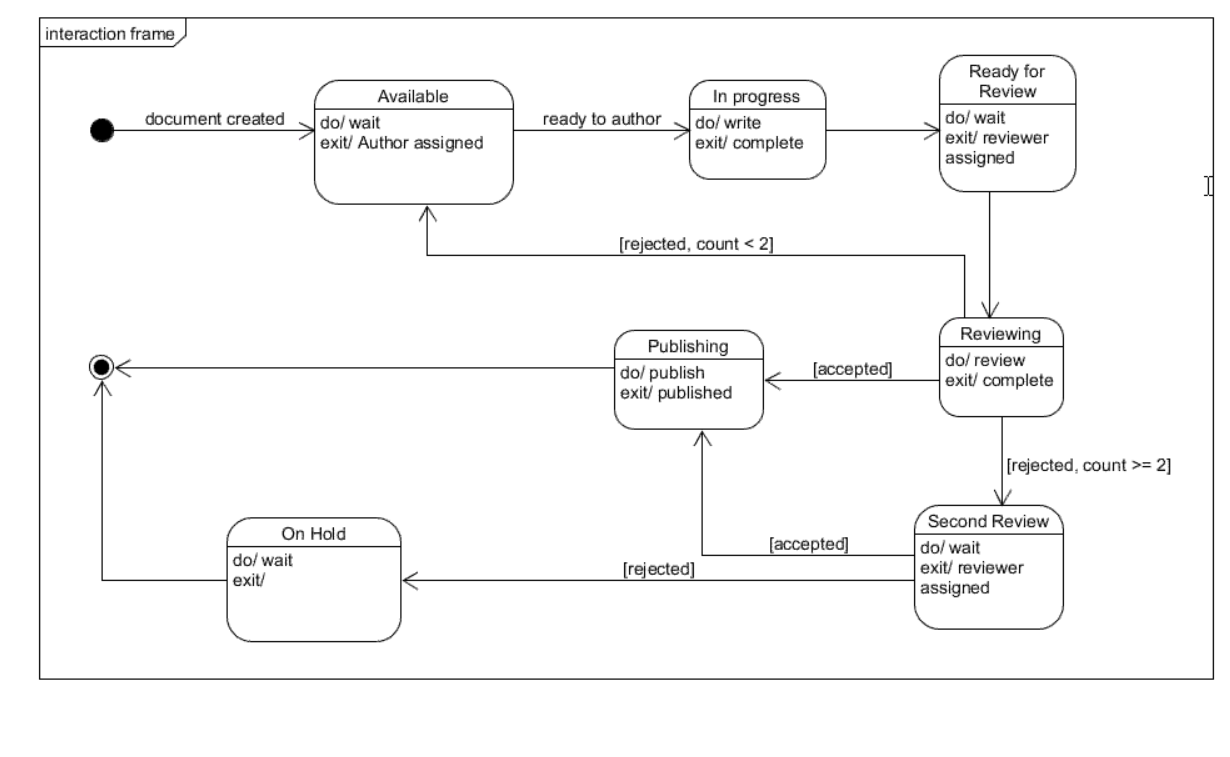 interaction frame
document created
Available
do/ wait
exit/ Author assigned
ready to author
In progress
do/ write
exit/ complete
Ready for
Review
do/ wait
exit/ reviewer
assigned
[rejected, count < 2]
Reviewing
do/ review
exit/ complete
[accepted]
Publishing
do/ publish
exit/ published
[rejected, count >= 2]
Second Review
do/ wait
exit/ reviewer
assigned
[accepted]
[rejected]
On Hold
do/ wait
exit/